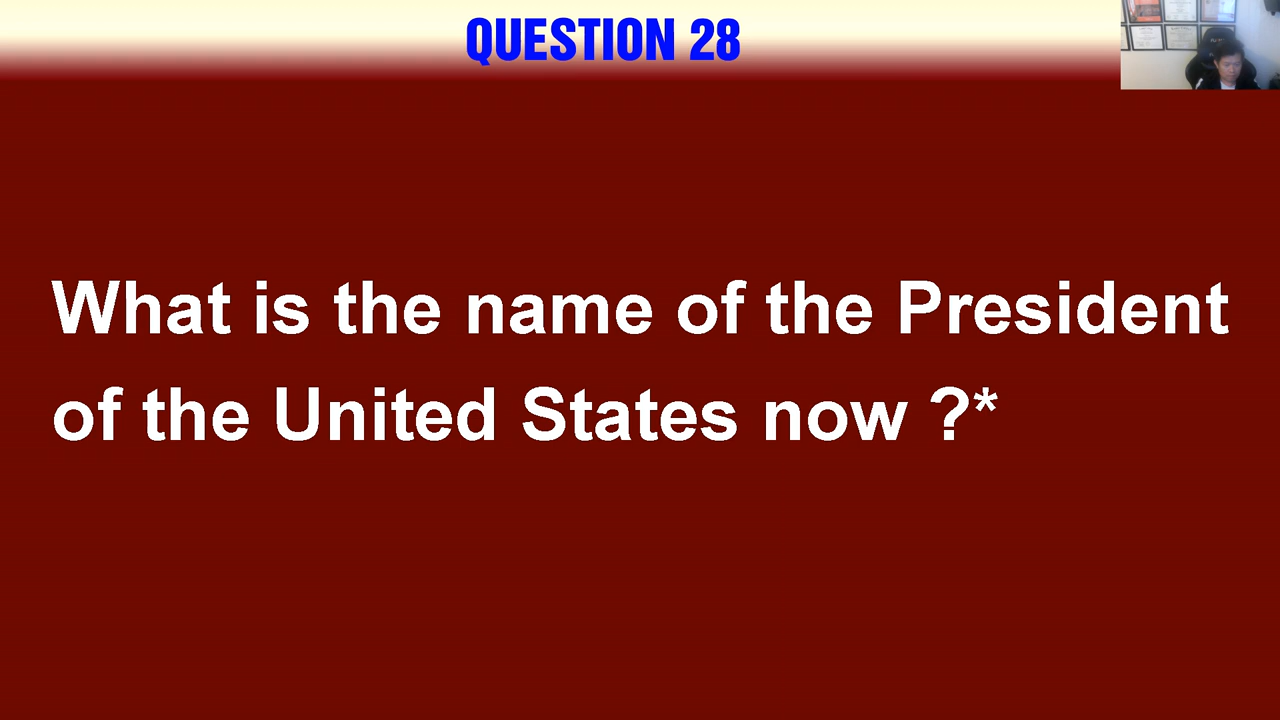 QUESTION 28
What is the name of the President
of the United States now ?*